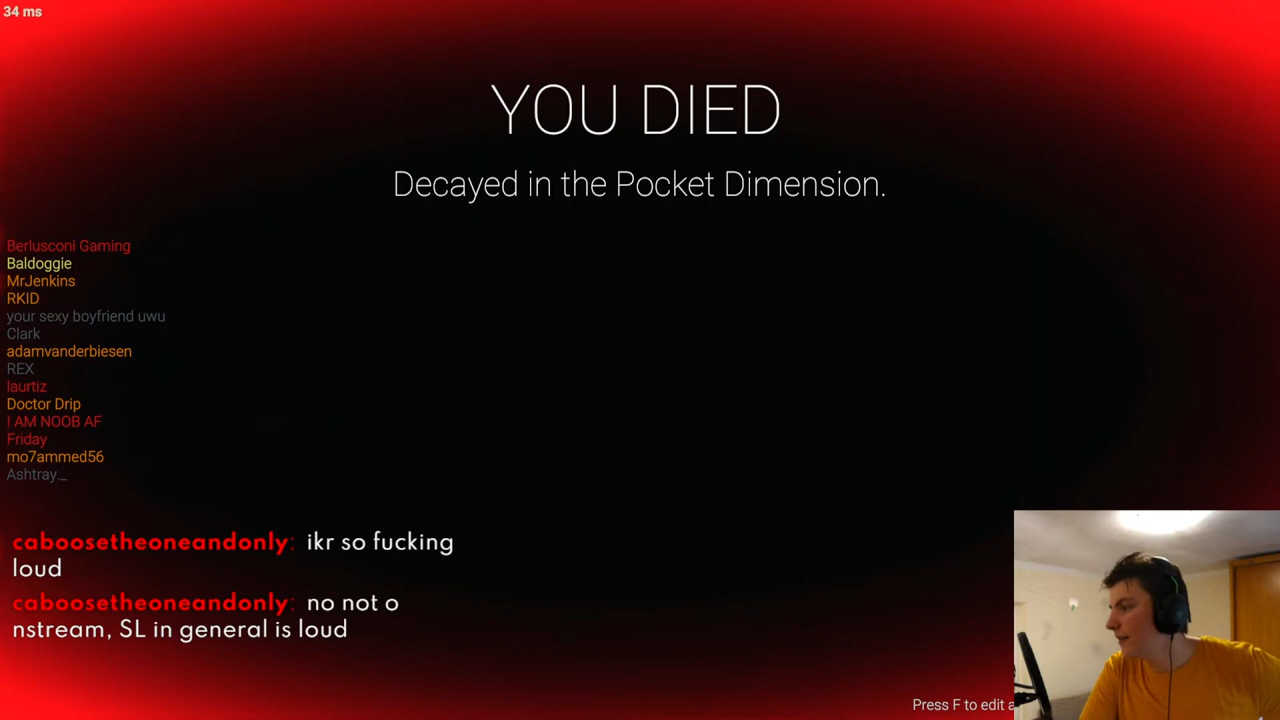 34 ms
YOU DIED
Decayed in the Pocket Dimension.
Berlusconi Gaming
Baldoggie
MrJenkins
RKID
your sexy boyfriend uwu
Clark
adamvanderbiesen
REX
laurtiz
Doctor Drip
I AM NOOB AF
Friday
mo7ammed56
Ashtray._
caboosetheoneandonly: ikr so fucking
loud
caboosetheoneandonly: no not o
nstream, SL in general is loud
Press F to edit a